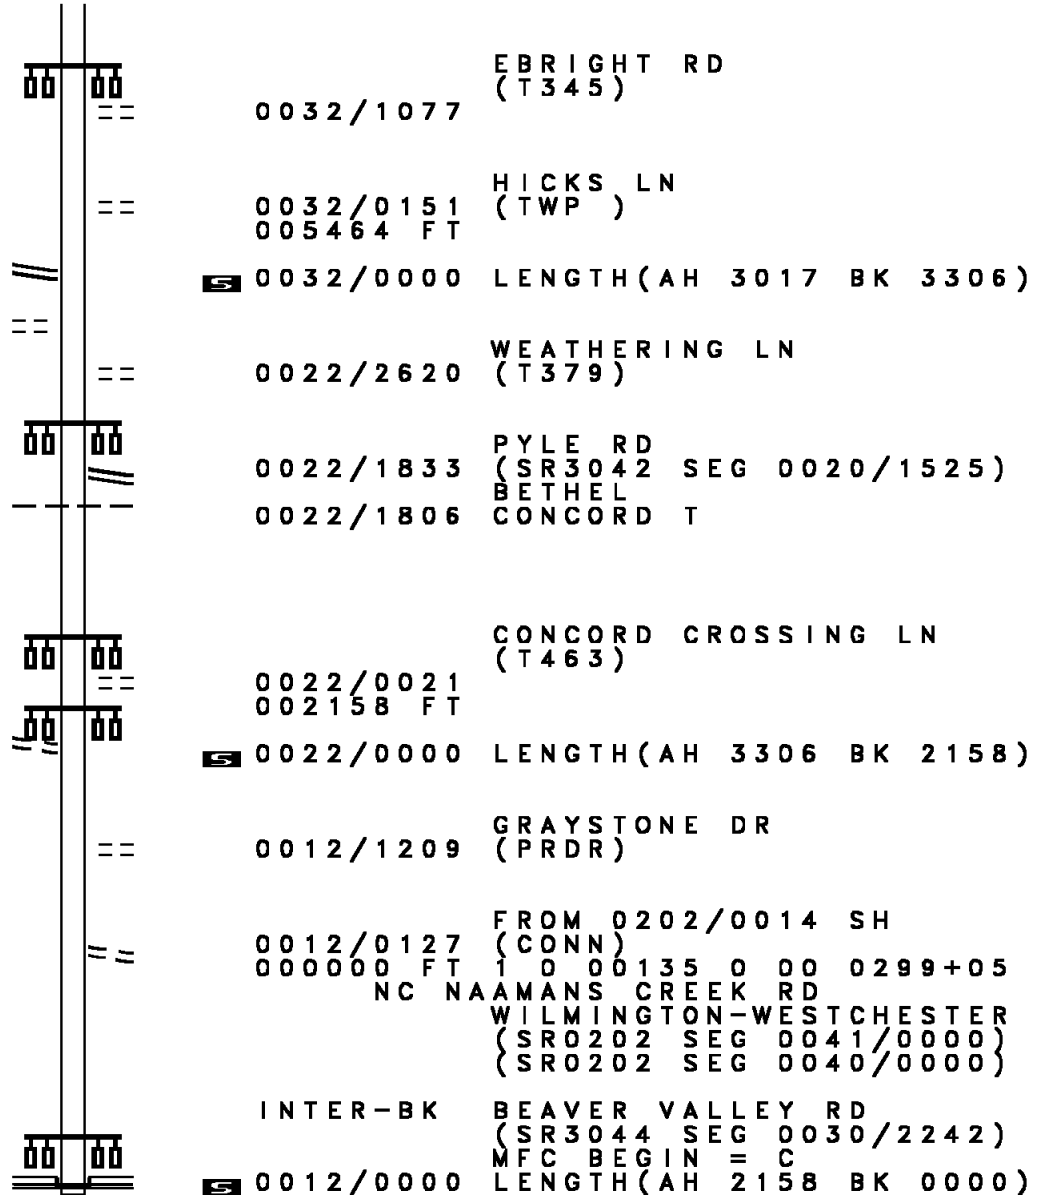 EBRIGHT RD
(T345)
0032/1077
HICKS LN
0032/0151 (TWP )
005464 FT
S 0032/0000 LENGTH(AH 3017 BK 3306)
WEATHERING LN
0022/2620 (T379)
PYLE RD
0022/1833 (SR3042 SEG 0020/1525)
BETHEL
0022/1806 CONCORD T
CONCORD CROSSING LN
(T463)
0022/0021
002158 FT
S 0022/0000 LENGTH(AH 3306 BK 2158)
GRAYSTONE DR
0012/1209 (PRDR)
FROM 0202/0014 SH
0012/0127 (CONN)
000000 FT 1 0 00135 0 00 0299+05
NC NAAMANS CREEK RD
WILMINGTON-WESTCHESTER
(SR0202 SEG 0041/0000)
(SR0202 SEG 0040/0000)
INTER-BK BEAVER VALLEY RD
(SR3044 SEG 0030/2242)
MFC BEGIN = C
S 0012/0000 LENGTH(AH 2158 BK 0000)